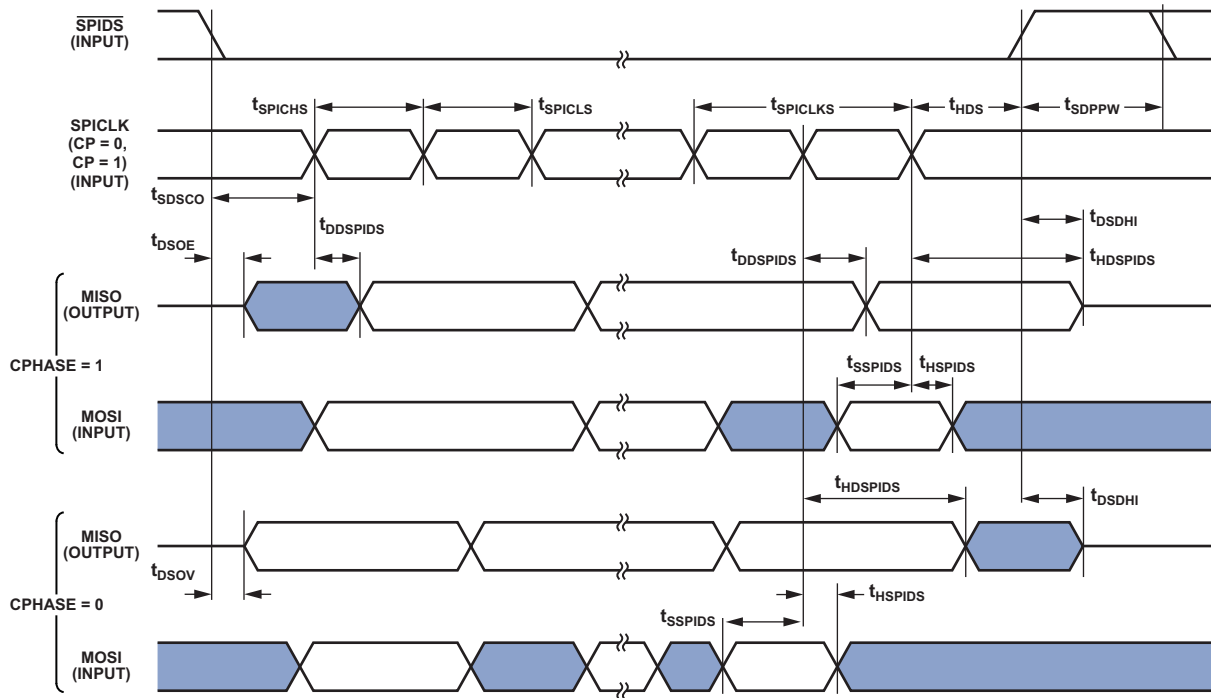 SPIDS
(INPUT)
tSPICHS
tSPICLS
tSPICLKS
tHDS
tSDPPW
SPICLK
(CP = 0,
CP = 1)
(INPUT)
tSDSCO
tDSDHI
tDDSPIDS
tDSOE
tDDSPIDS
tHDSPIDS
MISO
(OUTPUT)
CPHASE = 1
tSSPIDS
tHSPIDS
MOSI
(INPUT)
tHDSPIDS
tDSDHI
MISO
(OUTPUT)
tDSOV
CPHASE = 0
tHSPIDS
tSSPIDS
MOSI
(INPUT)